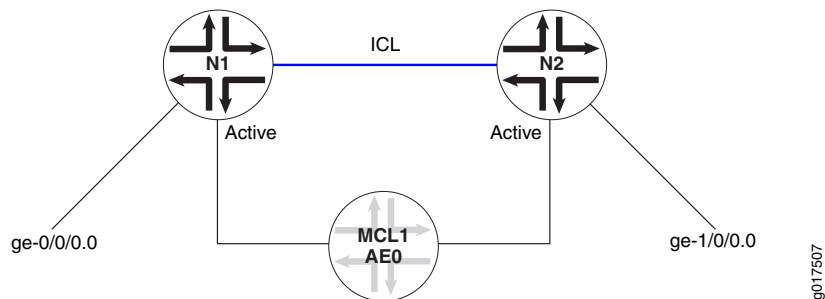 ICL
N1
N2
Active
Active
ge-0/0/0.0
MCL1
AE0
ge-1/0/0.0
g017507